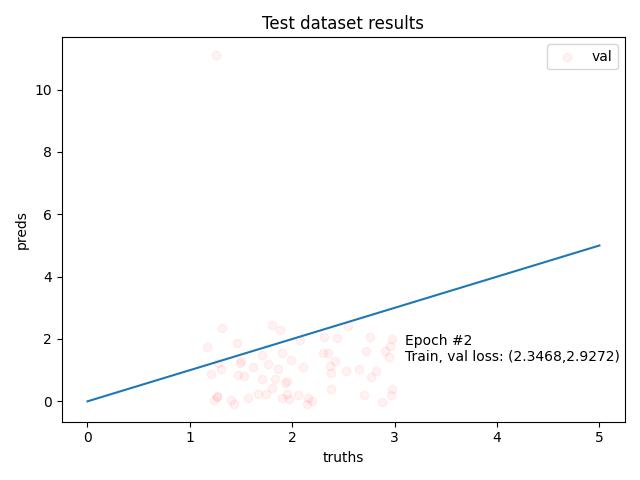 Test dataset results
val
10
8
6
4
2
0
preds
Epoch #2
Train, val loss: (2.3468,2.9272)
0 1 2 3 4 5
truths